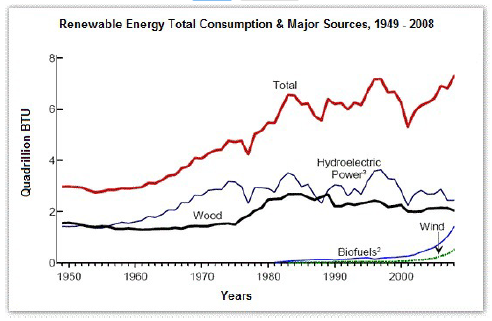 Renewable Energy Total Consumption & Major Sources, 1949 - 2008
Quadrillion BTU
8
6
4
2
0
Total
Hydroelectric
Power³
Wood
Wind
Biofuels²
1950 1960 1970 1980 1990 2000
Years